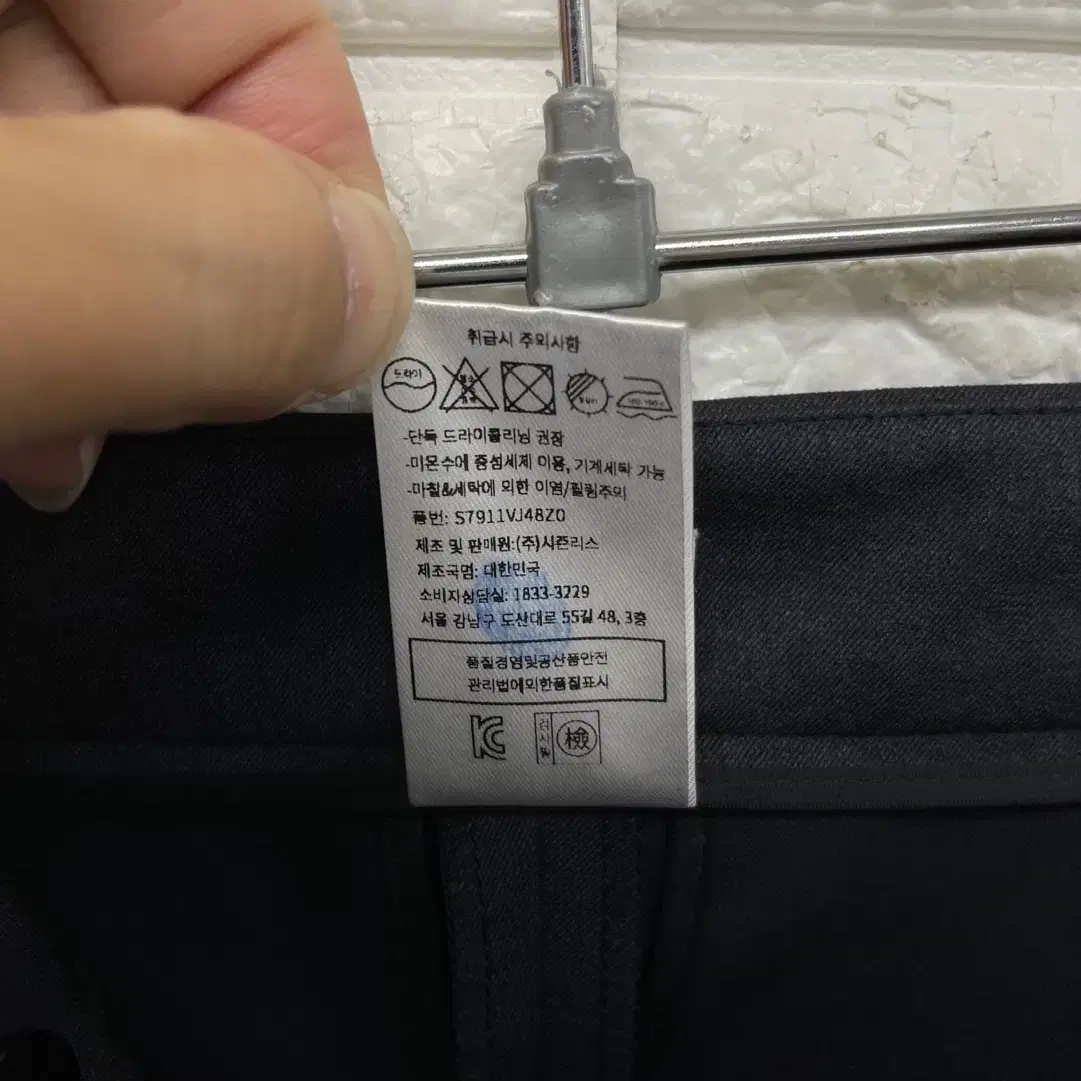 취급시 주의사항
드라이
-단독 드라이클리닝 권장
-미온수에 중성세제 이용, 기계세탁 가능
-마찰&세탁에 의한 이염/필링주의
품번: S7911VJ48Z0
제조 및 판매원:(주)시즌리스
제조국명: 대한민국
소비자상담실: 1833-3229
서울 강남구 도산대로 55길 48, 3층
품질경영및공산품안전
관리법에의한품질표시
KC 검사필 檢